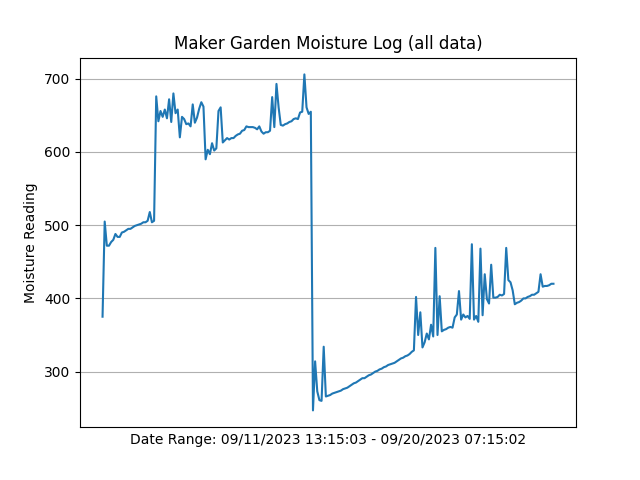 Maker Garden Moisture Log (all data)
Moisture Reading
700
600
500
400
300
Date Range: 09/11/2023 13:15:03 - 09/20/2023 07:15:02